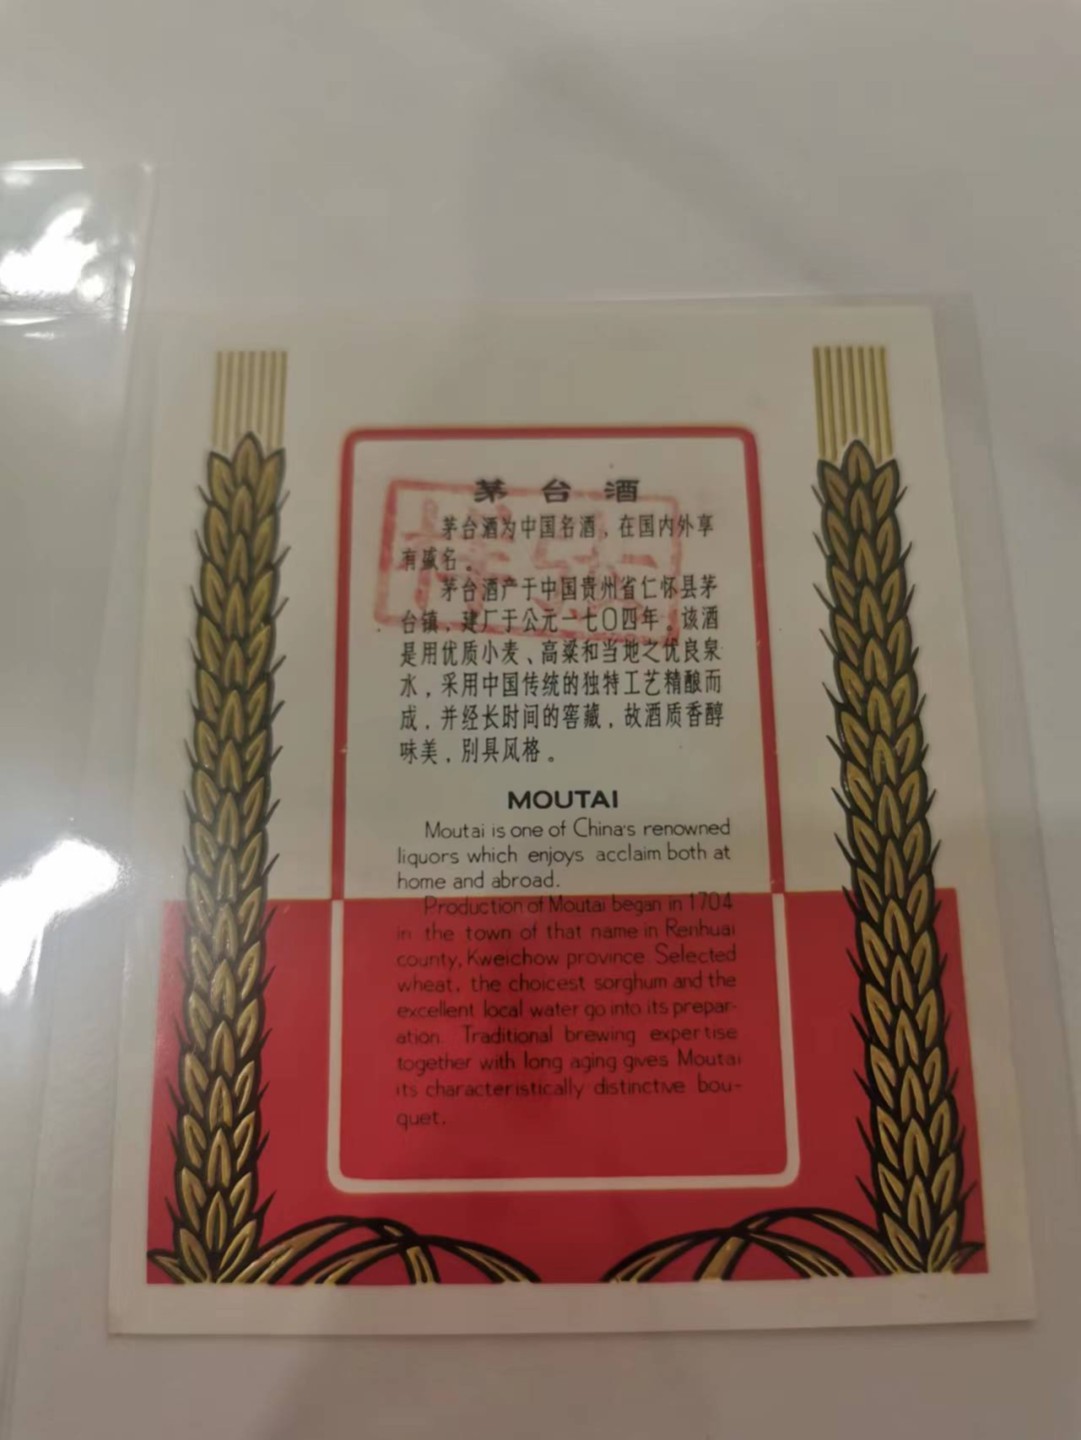 茅台酒
茅台酒为中国名酒，在国内外享
有盛名。
茅台酒产于中国贵州省仁怀县茅
台镇，建厂于公元一七〇四年。该酒
是用优质小麦、高粱和当地之优良泉
水，采用中国传统的独特工艺精酿而
成，并经长时间的窖藏，故酒质香醇
味美，别具风格。
MOUTAI
Moutai is one of China's renowned
liquors which enjoys acclaim both at
home and abroad.
Production of Moutai began in 1704
in the town of that name in Renhuai
county, Kweichow province. Selected
wheat, the choicest sorghum and the
excellent local water go into its prepar-
ation. Traditional brewing expertise
together with long aging gives Moutai
its characteristically distinctive bou-
quet.